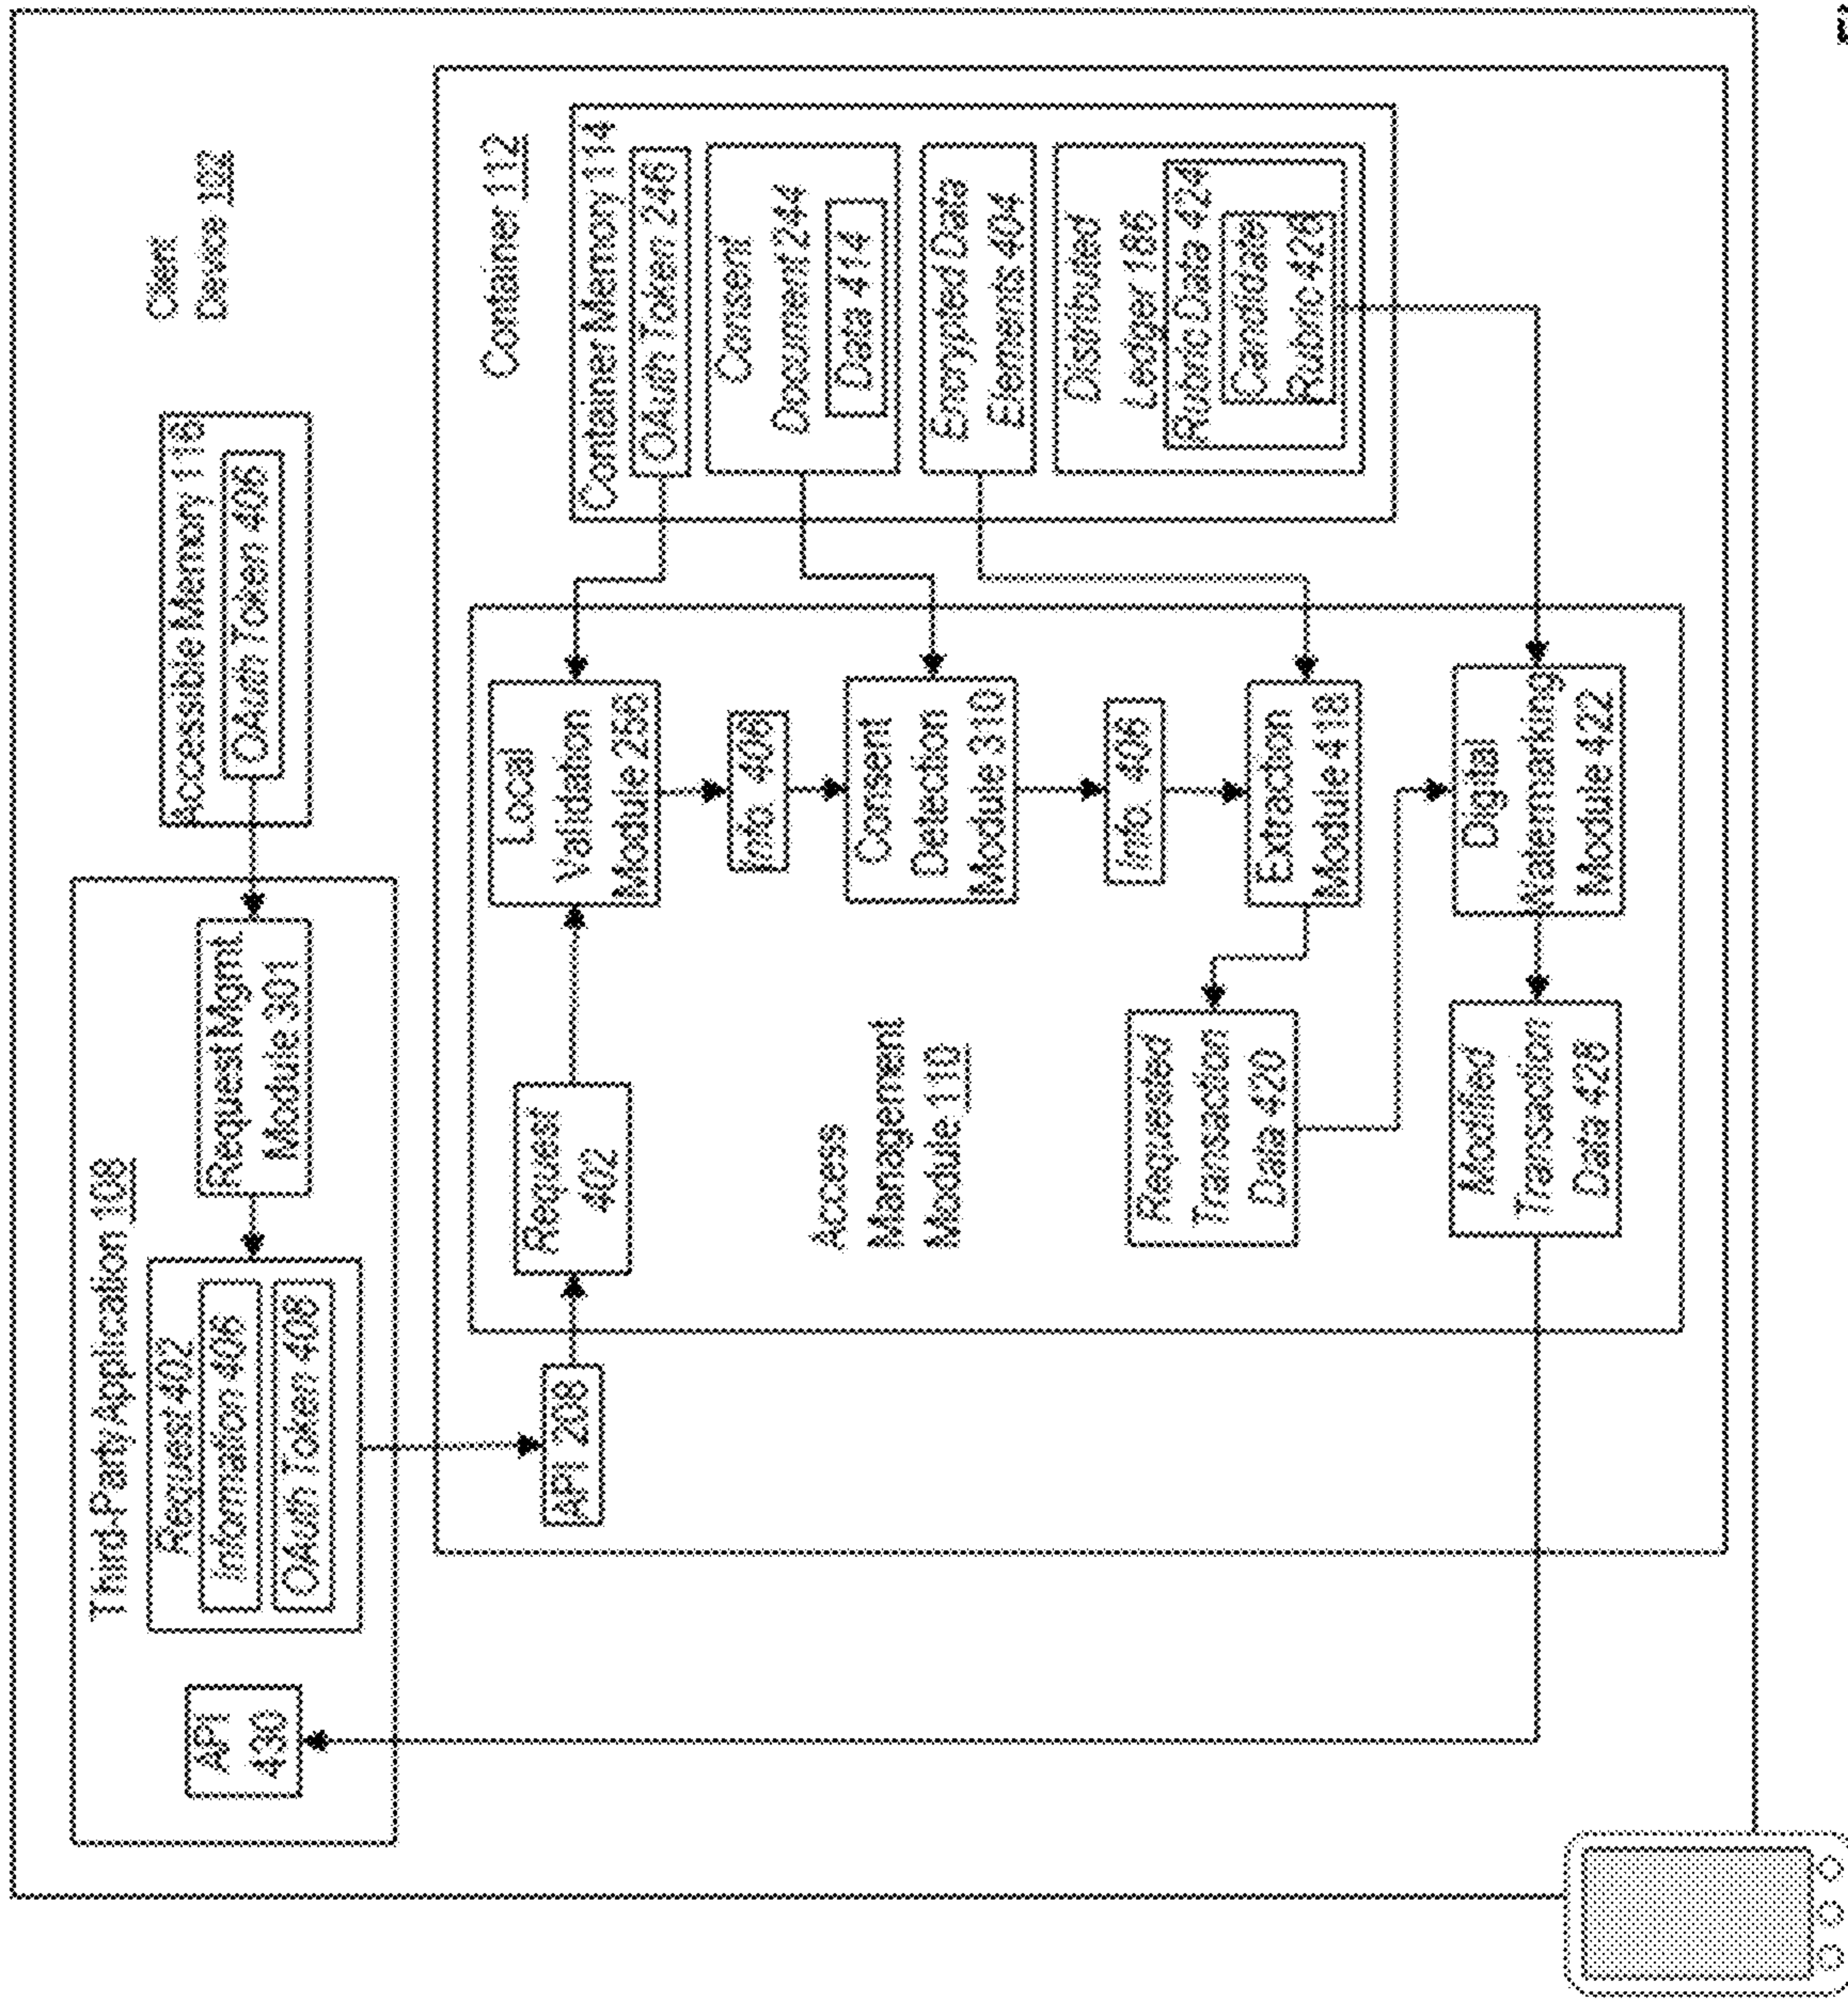 Third-Party Application 108
API
430
Request 402
Information 406
OAuth Token 408
Request Mgmt.
Module 301
Accessible Memory 116
OAuth Token 408
Client
Device 102
Container 112
API 208
Request
402
Local
Validation
Module 256
Info. 406
Consent
Detection
Module 310
Info. 406
Extraction
Module 418
Access
Management
Module 110
Requested
Transaction
Data 420
Digital
Watermarking
Module 422
Modified
Transaction
Data 428
Container Memory 114
OAuth Token 246
Consent
Document 244
Data 414
Encrypted Data
Elements 404
Distributed
Ledger 186
Rubric Data 424
Candidate
Rubric 426